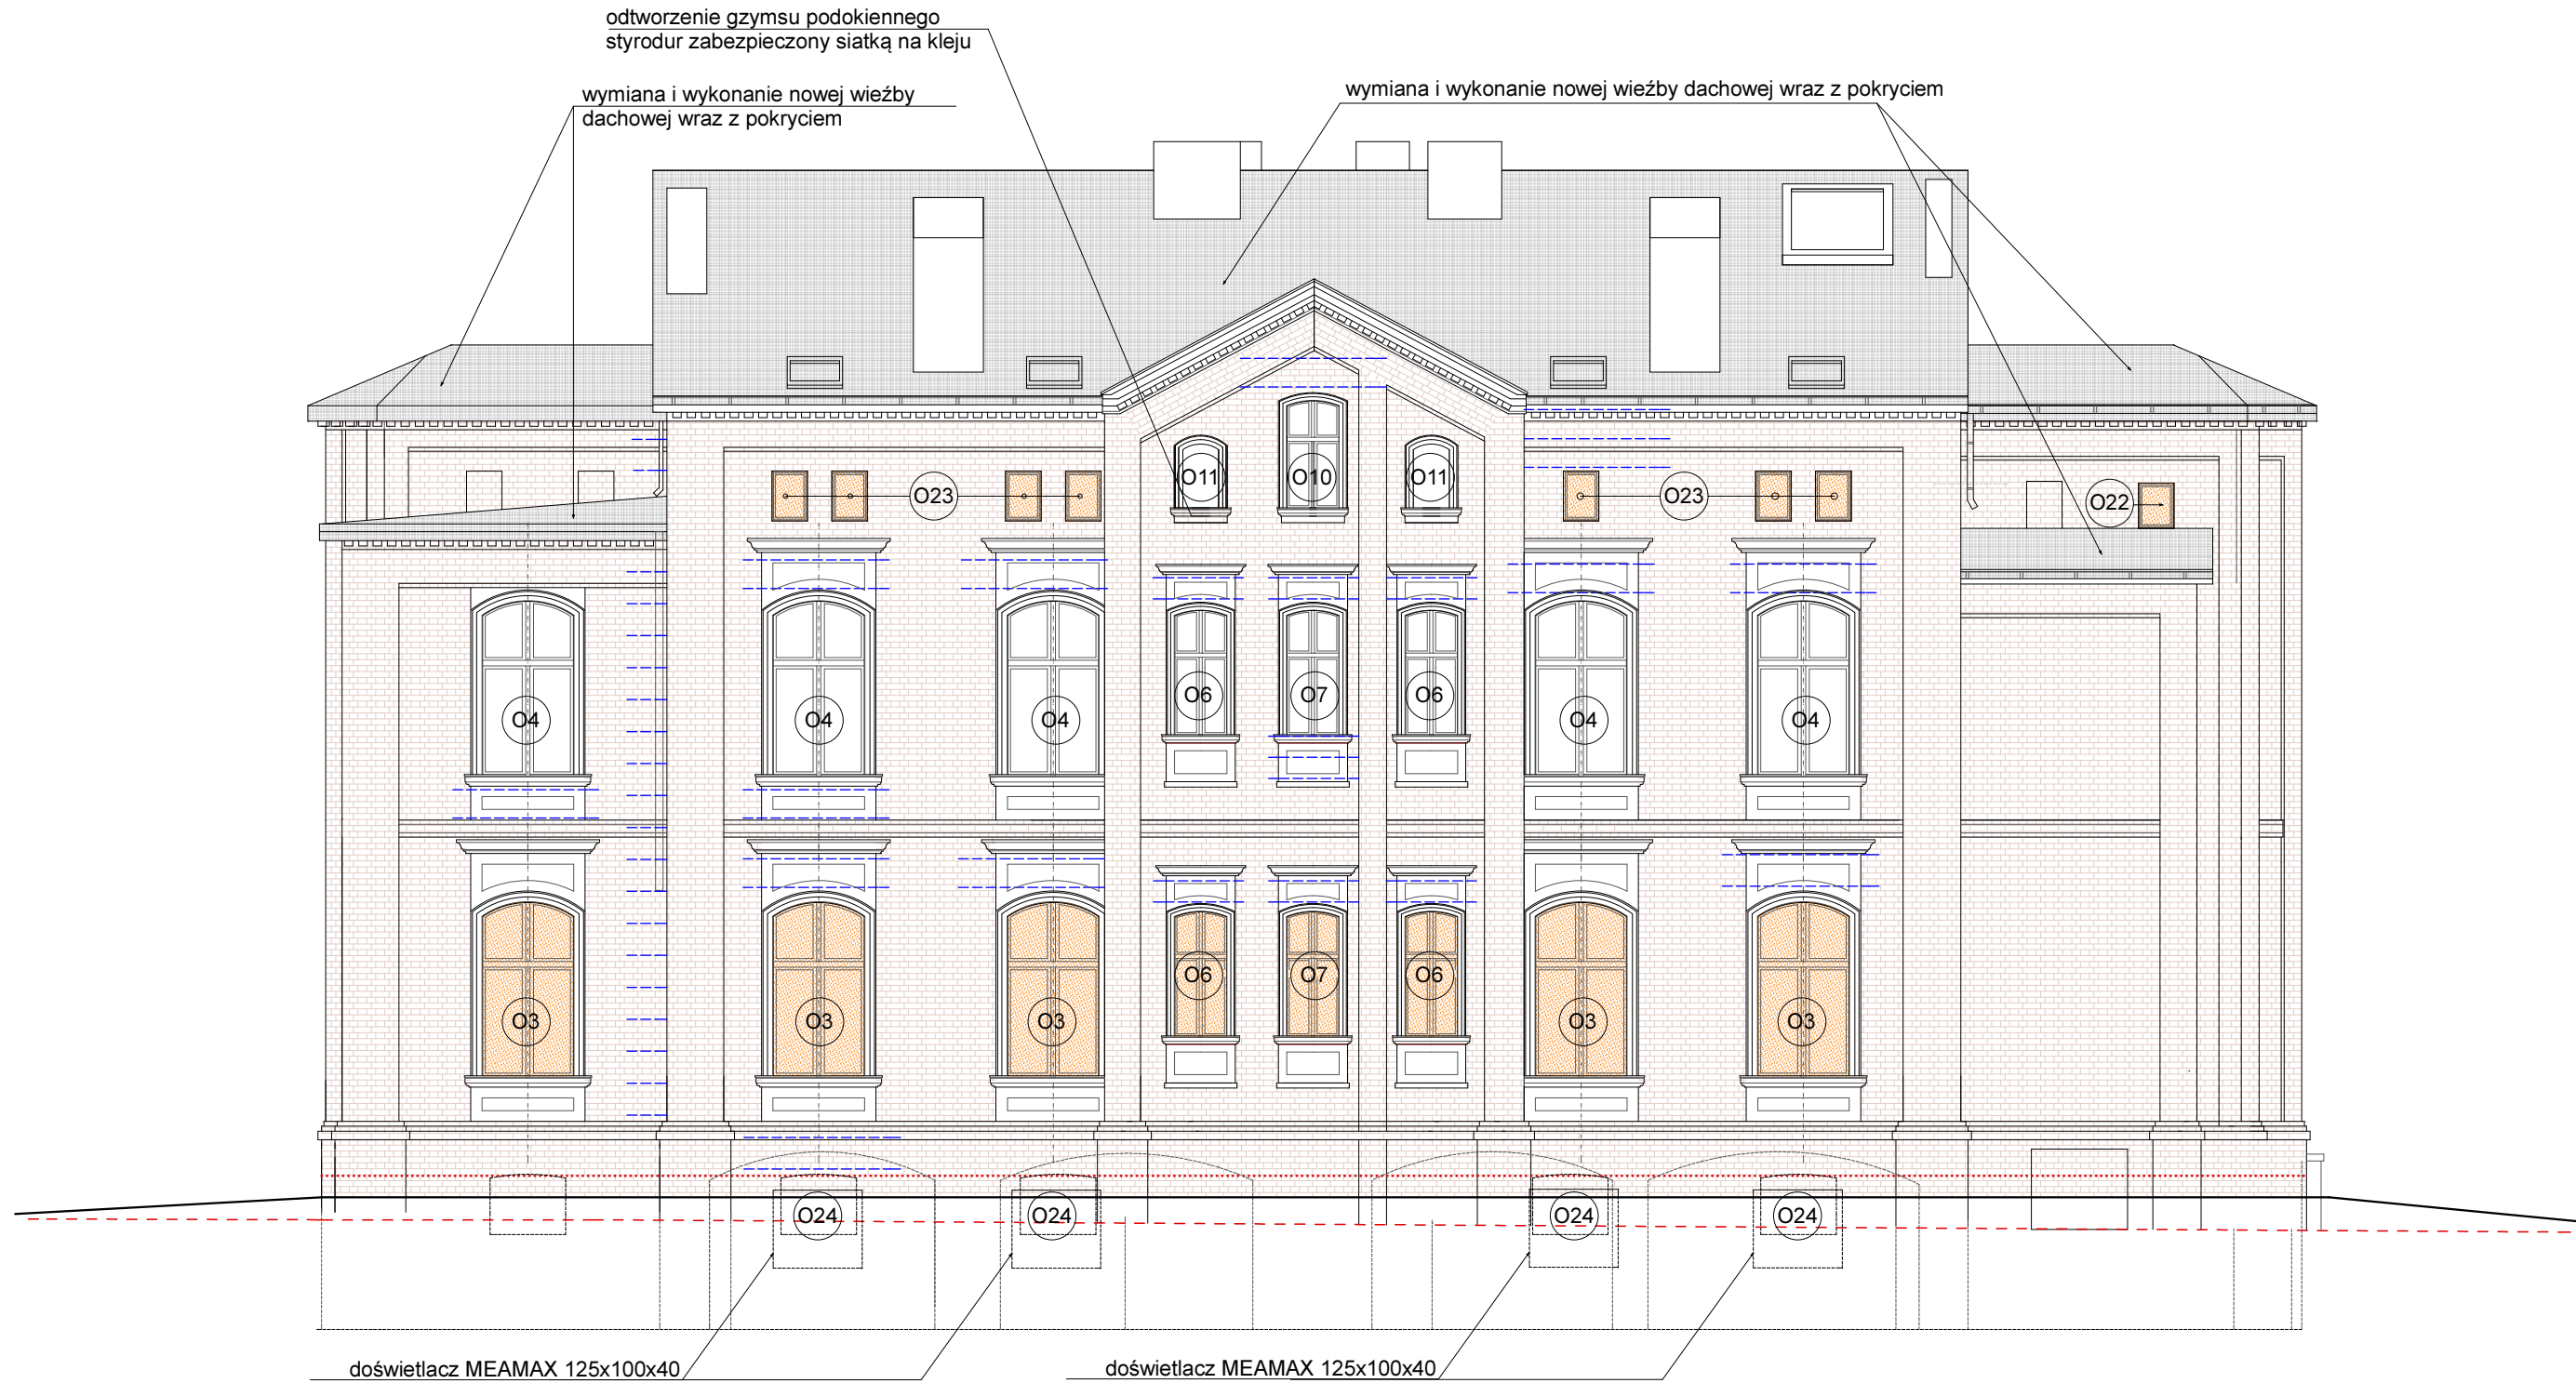 odtworzenie gzymsu podokiennego
styrodur zabezpieczony siatką na kleju
wymiana i wykonanie nowej wieźby
dachowej wraz z pokryciem
wymiana i wykonanie nowej wieźby dachowej wraz z pokryciem
O11
O10
O11
O23
O23
O22
O6
O7
O6
O4
O4
O4
O4
O4
O6
O7
O6
O3
O3
O3
O3
O3
O24
O24
O24
O24
doświetlacz MEAMAX 125x100x40
doświetlacz MEAMAX 125x100x40